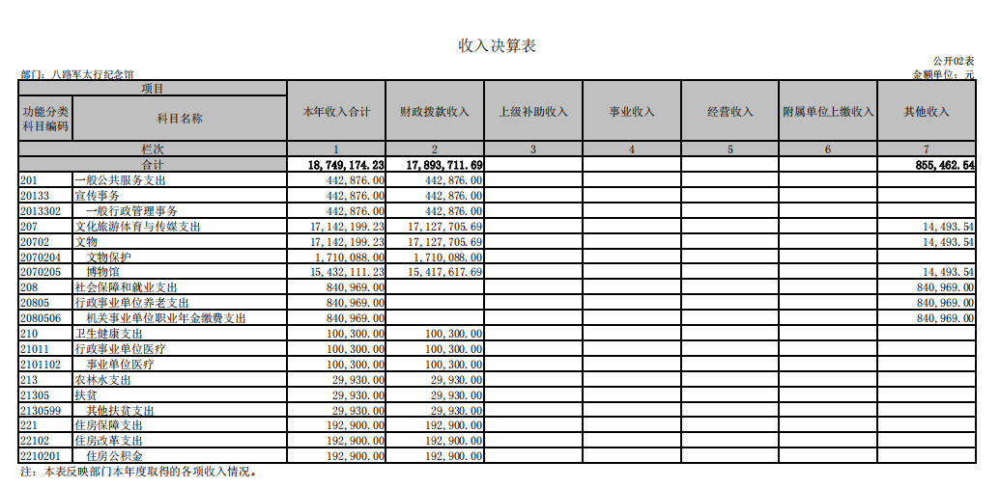 收入决算表
公开02表
部门：八路军太行纪念馆 金额单位：元
项目 本年收入合计 财政拨款收入 上级补助收入 事业收入 经营收入 附属单位上缴收入 其他收入
功能分类科目编码 科目名称
栏次 1 2 3 4 5 6 7
合计 18,749,174.23 17,893,711.69 855,462.54
201 一般公共服务支出 442,876.00 442,876.00
20133 宣传事务 442,876.00 442,876.00
2013302 一般行政管理事务 442,876.00 442,876.00
207 文化旅游体育与传媒支出 17,142,199.23 17,127,705.69 14,493.54
20702 文物 17,142,199.23 17,127,705.69 14,493.54
2070204 文物保护 1,710,088.00 1,710,088.00
2070205 博物馆 15,432,111.23 15,417,617.69 14,493.54
208 社会保障和就业支出 840,969.00 840,969.00
20805 行政事业单位养老支出 840,969.00 840,969.00
2080506 机关事业单位职业年金缴费支出 840,969.00 840,969.00
210 卫生健康支出 100,300.00 100,300.00
21011 行政事业单位医疗 100,300.00 100,300.00
2101102 事业单位医疗 100,300.00 100,300.00
213 农林水支出 29,930.00 29,930.00
21305 扶贫 29,930.00 29,930.00
2130599 其他扶贫支出 29,930.00 29,930.00
221 住房保障支出 192,900.00 192,900.00
22102 住房改革支出 192,900.00 192,900.00
2210201 住房公积金 192,900.00 192,900.00
注：本表反映部门本年度取得的各项收入情况。